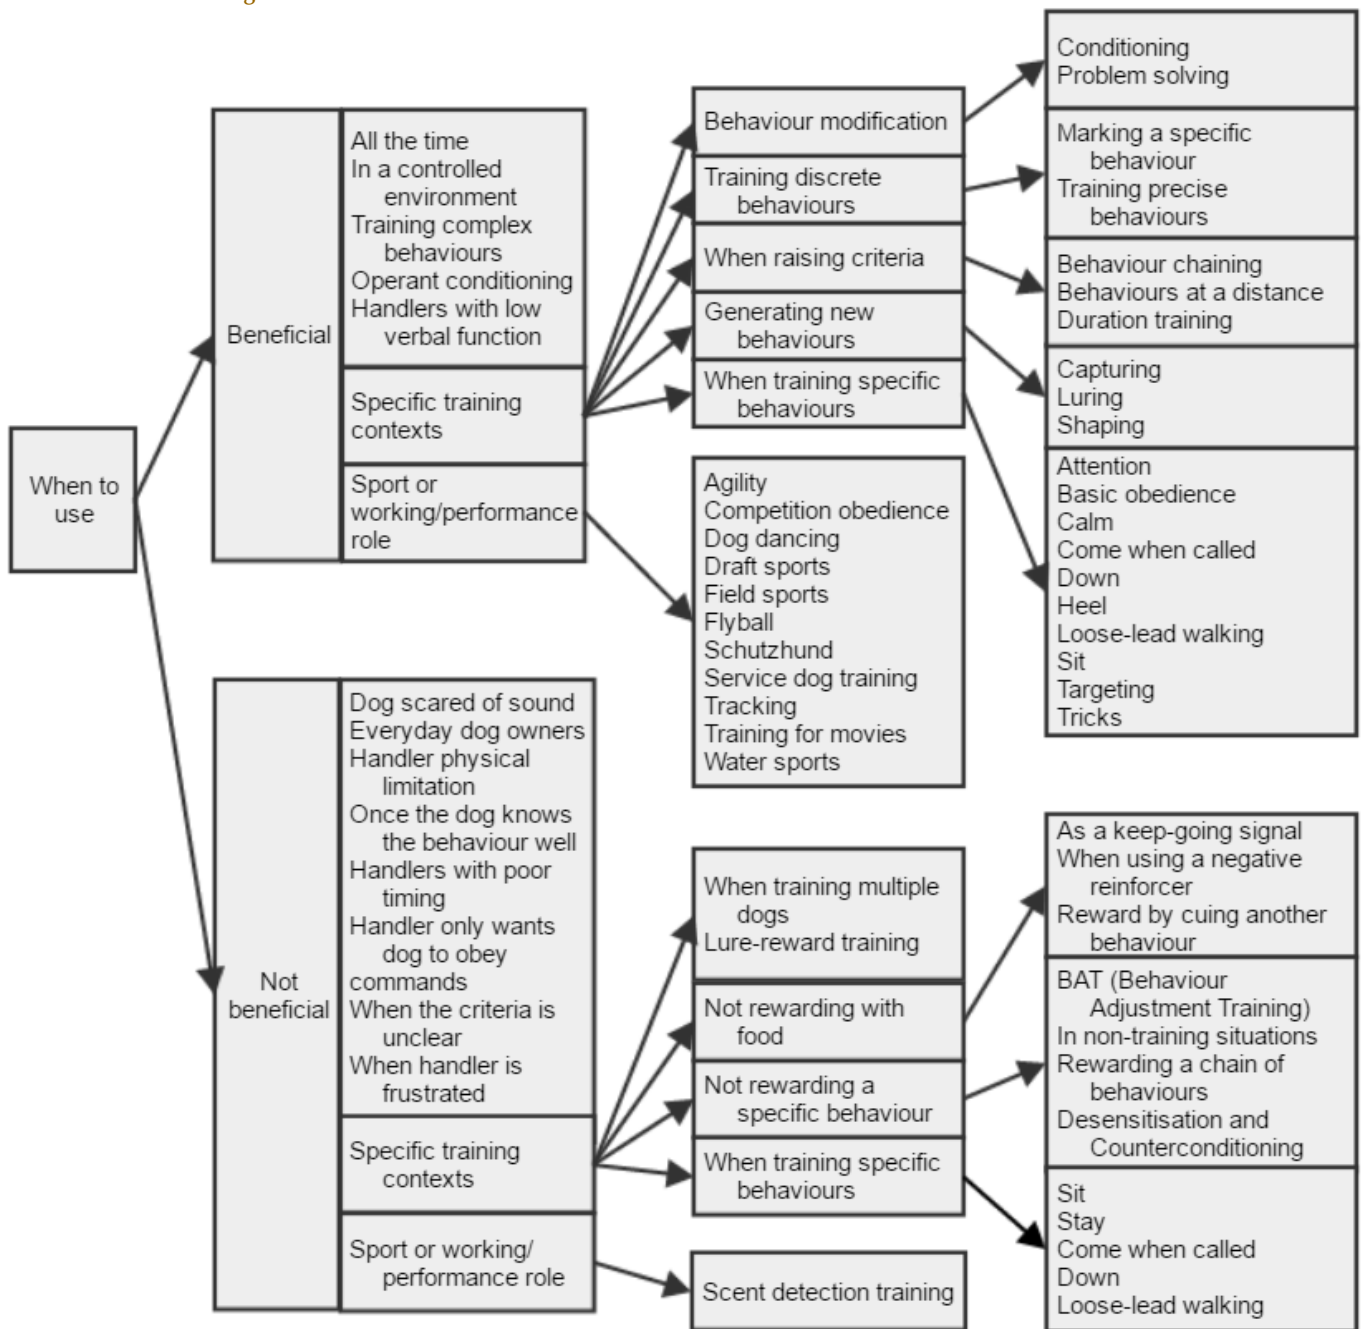 When to
use
Beneficial
All the time
In a controlled
environment
Training complex
behaviours
Operant conditioning
Handlers with low
verbal function
Specific training
contexts
Sport or
working/performance
role
Behaviour modification
Training discrete
behaviours
When raising criteria
Generating new
behaviours
When training specific
behaviours
Agility
Competition obedience
Dog dancing
Draft sports
Field sports
Flyball
Schutzhund
Service dog training
Tracking
Training for movies
Water sports
Conditioning
Problem solving
Marking a specific
behaviour
Training precise
behaviours
Behaviour chaining
Behaviours at a distance
Duration training
Capturing
Luring
Shaping
Attention
Basic obedience
Calm
Come when called
Down
Heel
Loose-lead walking
Sit
Targeting
Tricks
Not
beneficial
Dog scared of sound
Everyday dog owners
Handler physical
limitation
Once the dog knows
the behaviour well
Handlers with poor
timing
Handler only wants
dog to obey
commands
When the criteria is
unclear
When handler is
frustrated
Specific training
contexts
Sport or working/
performance role
When training multiple
dogs
Lure-reward training
Not rewarding with
food
Not rewarding a
specific behaviour
When training specific
behaviours
Scent detection training
As a keep-going signal
When using a negative
reinforcer
Reward by cuing another
behaviour
BAT (Behaviour
Adjustment Training)
In non-training situations
Rewarding a chain of
behaviours
Desensitisation and
Counterconditioning
Sit
Stay
Come when called
Down
Loose-lead walking